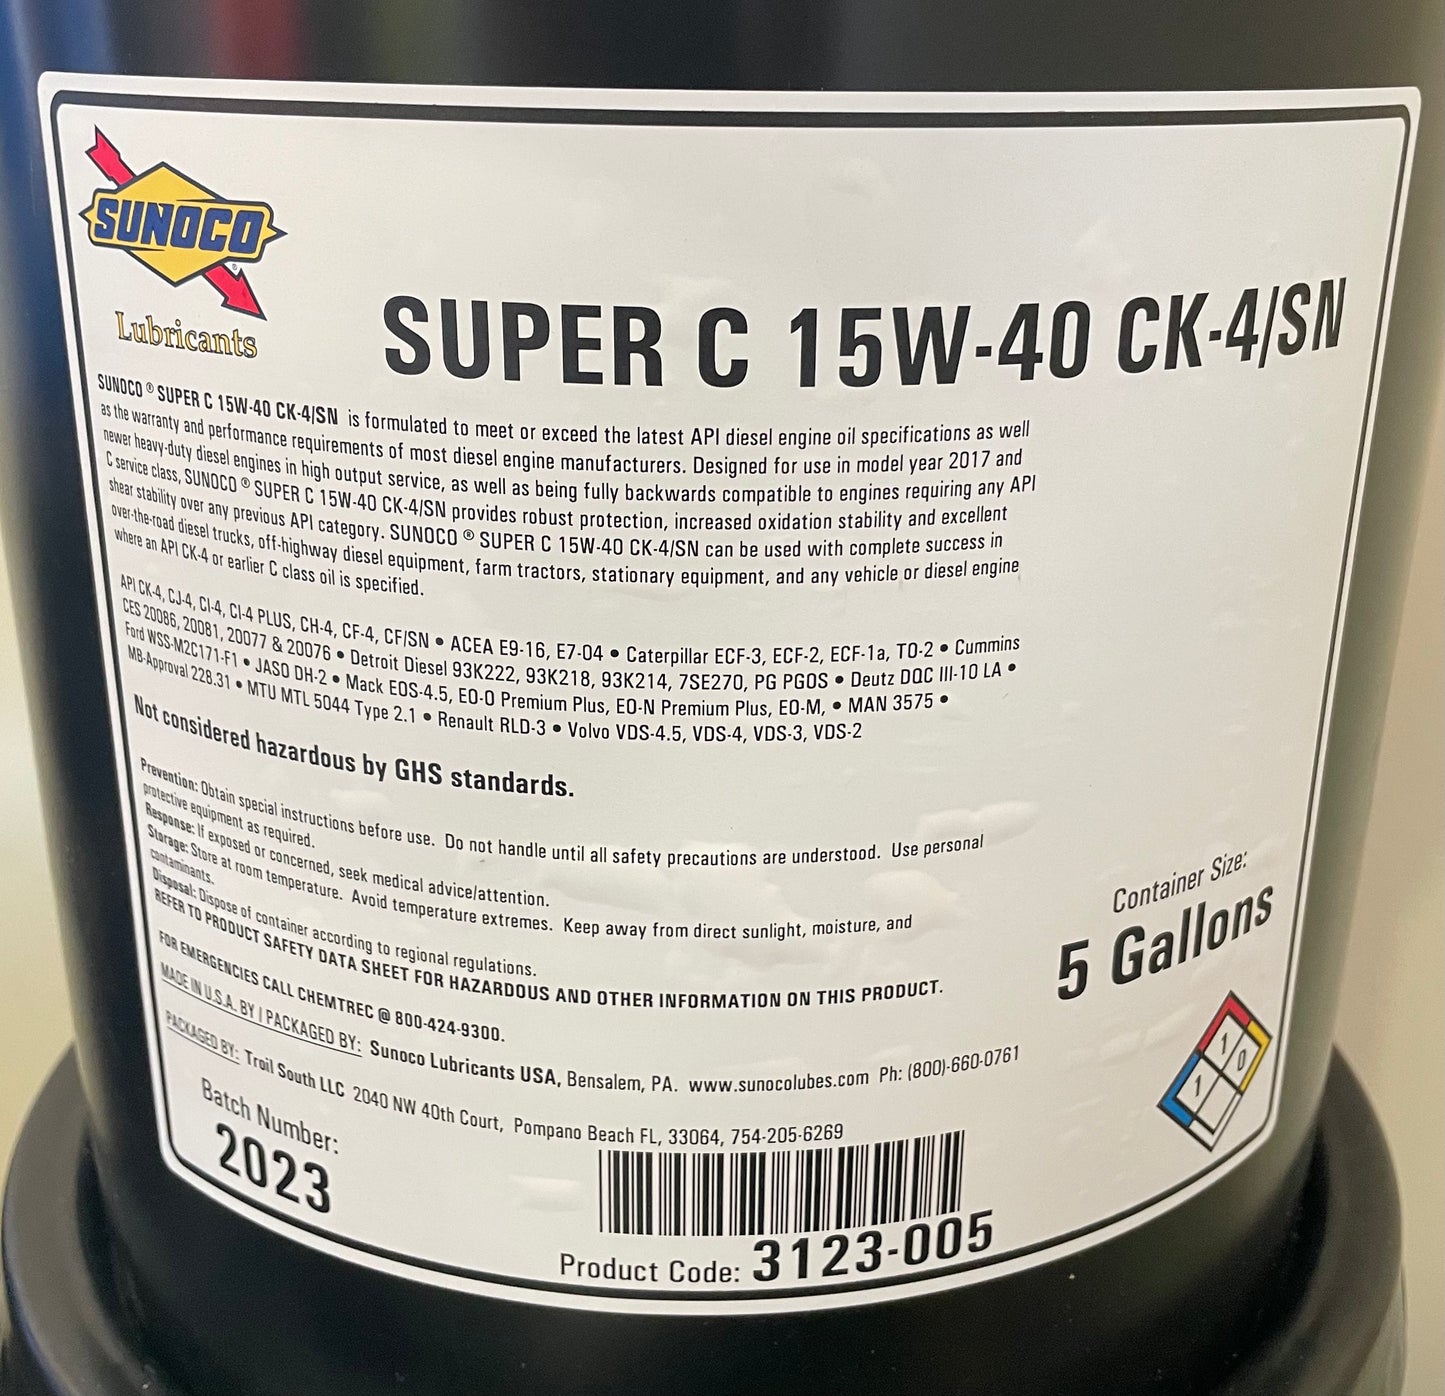 SUNOCO
®
Lubricants
SUPER C 15W-40 CK-4/SN
SUNOCO ® SUPER C 15W-40 CK-4/SN is formulated to meet or exceed the latest API diesel engine oil specifications as well
as the warranty and performance requirements of most diesel engine manufacturers. Designed for use in model year 2017 and
newer heavy-duty diesel engines in high output service, as well as being fully backwards compatible to engines requiring any API
C service class, SUNOCO ® SUPER C 15W-40 CK-4/SN provides robust protection, increased oxidation stability and excellent
shear stability over any previous API category. SUNOCO ® SUPER C 15W-40 CK-4/SN can be used with complete success in
over-the-road diesel trucks, off-highway diesel equipment, farm tractors, stationary equipment, and any vehicle or diesel engine
where an API CK-4 or earlier C class oil is specified.
API CK-4, CJ-4, CI-4, CI-4 PLUS, CH-4, CF-4, CF/SN • ACEA E9-16, E7-04 • Caterpillar ECF-3, ECF-2, ECF-1a, TO-2 • Cummins
CES 20086, 20081, 20077 & 20076 • Detroit Diesel 93K222, 93K218, 93K214, 7SE270, PG PGOS • Deutz DQC III-10 LA •
Ford WSS-M2C171-F1 • JASO DH-2 • Mack EOS-4.5, EO-O Premium Plus, EO-N Premium Plus, EO-M, • MAN 3575 •
MB-Approval 228.31 • MTU MTL 5044 Type 2.1 • Renault RLD-3 • Volvo VDS-4.5, VDS-4, VDS-3, VDS-2
Not considered hazardous by GHS standards.
Prevention: Obtain special instructions before use. Do not handle until all safety precautions are understood. Use personal
protective equipment as required.
Response: If exposed or concerned, seek medical advice/attention.
Storage: Store at room temperature. Avoid temperature extremes. Keep away from direct sunlight, moisture, and
contaminants.
Disposal: Dispose of container according to regional regulations.
REFER TO PRODUCT SAFETY DATA SHEET FOR HAZARDOUS AND OTHER INFORMATION ON THIS PRODUCT.
FOR EMERGENCIES CALL CHEMTREC @ 800-424-9300.
MADE IN U.S.A. BY / PACKAGED BY: Sunoco Lubricants USA, Bensalem, PA. www.sunocolubes.com Ph: (800)-660-0761
PACKAGED BY: Troil South LLC 2040 NW 40th Court, Pompano Beach FL, 33064, 754-205-6269
Container Size:
5 Gallons
1
1
0
Batch Number:
2023
Product Code: 3123-005